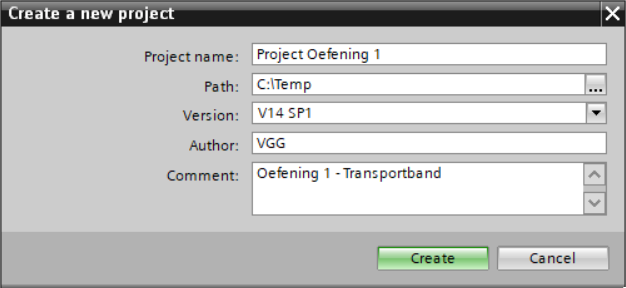 Create a new project
Project name: Project Oefening 1
Path: C:\Temp ...
Version: V14 SP1
Author: VGG
Comment: Oefening 1 - Transportband
Create Cancel